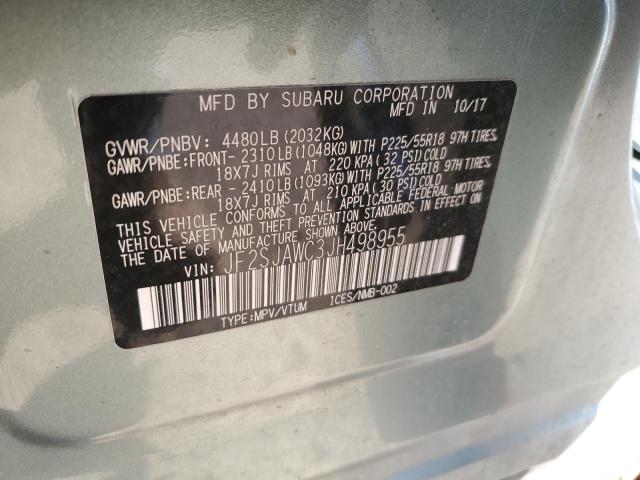 MFD BY SUBARU CORPORATION
MFD IN 10/17
GVWR/PNBV: 4480LB(2032KG)
GAWR/PNBE:FRONT- 2310LB(1048KG)WITH P225/55R18 97H TIRES,
18X7J RIMS AT 220 KPA(32 PSI)COLD
GAWR/PNBE:REAR - 2410LB(1093KG)WITH P225/55R18 97H TIRES,
18X7J RIMS AT 210 KPA(30 PSI)COLD
THIS VEHICLE CONFORMS TO ALL APPLICABLE FEDERAL MOTOR
VEHICLE SAFETY AND THEFT PREVENTION STANDARDS IN EFFECT ON
THE DATE OF MANUFACTURE SHOWN ABOVE.
VIN: JF2SJAWC3JH498955
TYPE:MPV/VTUM ICES/NMB-002